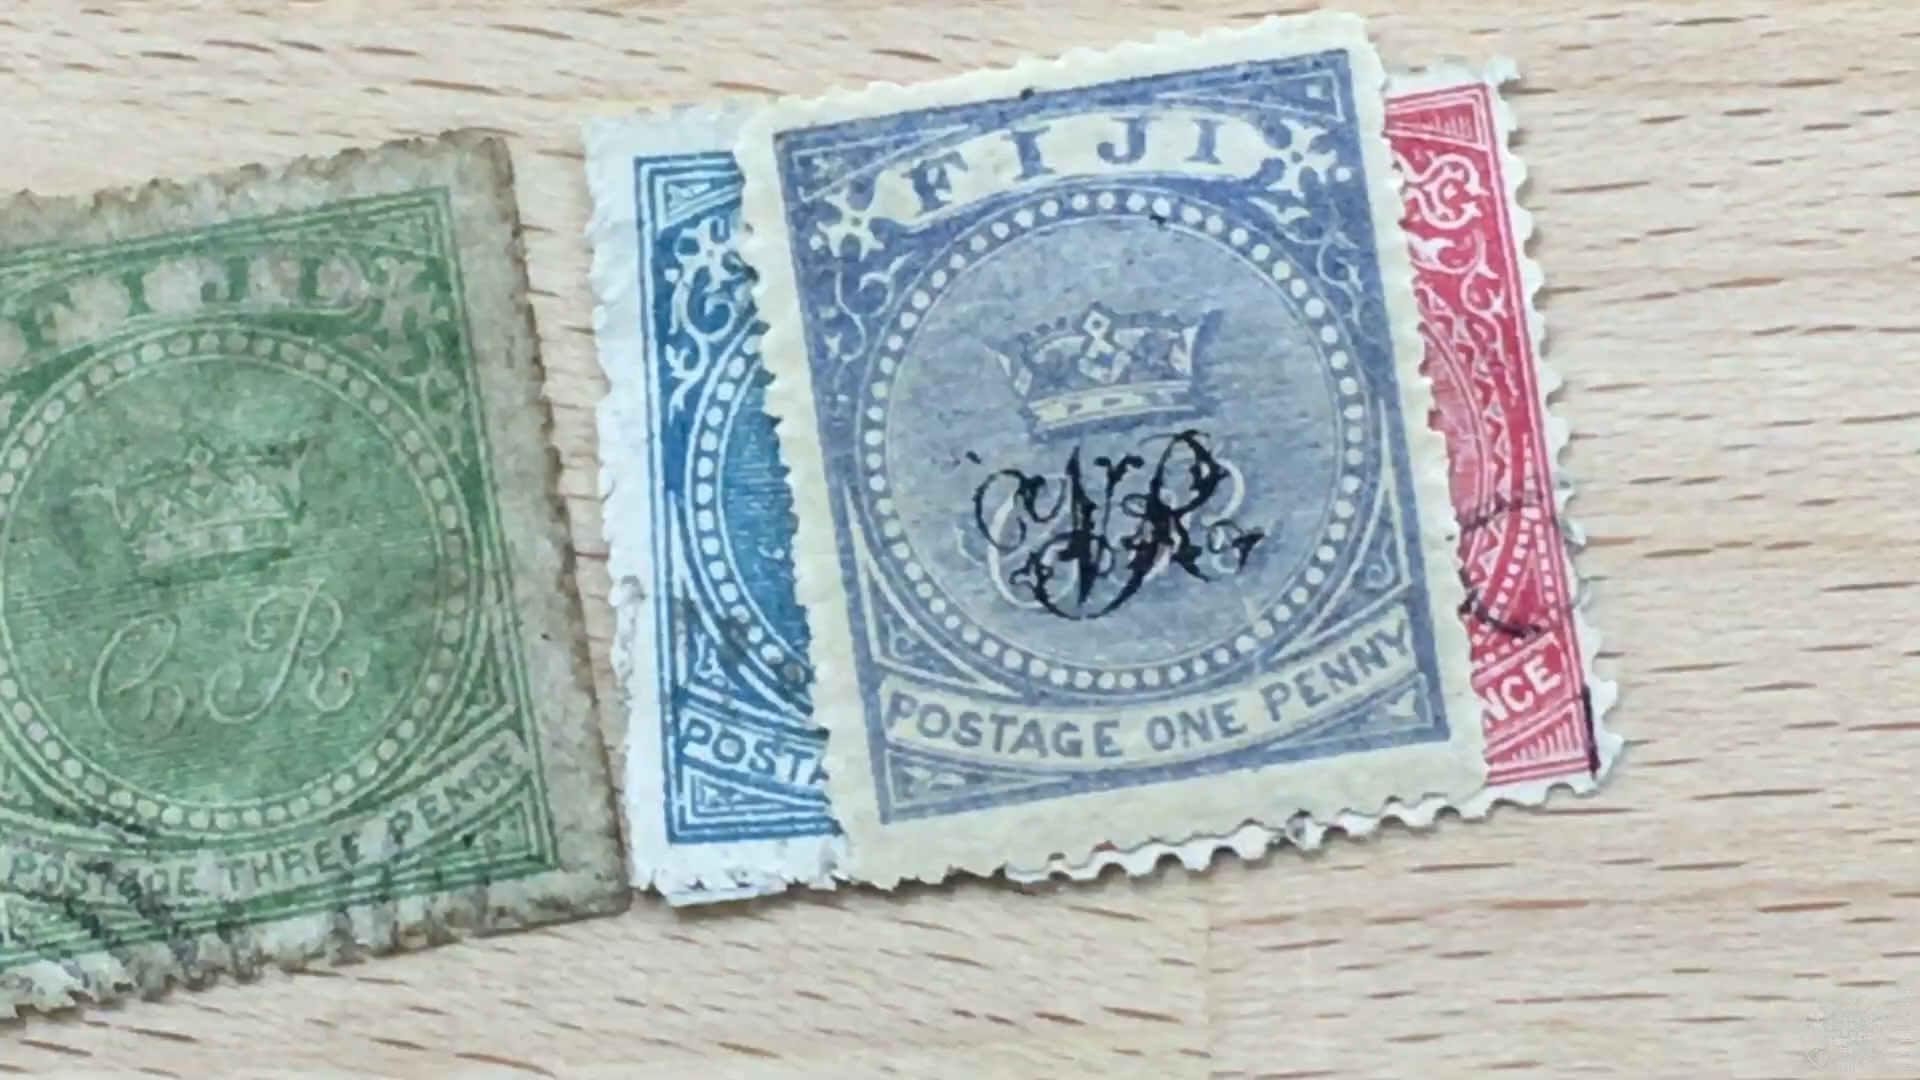 FIJI
C R
POSTAGE THREE PENCE
POSTA
FIJI
VR
POSTAGE ONE PENNY
NCE